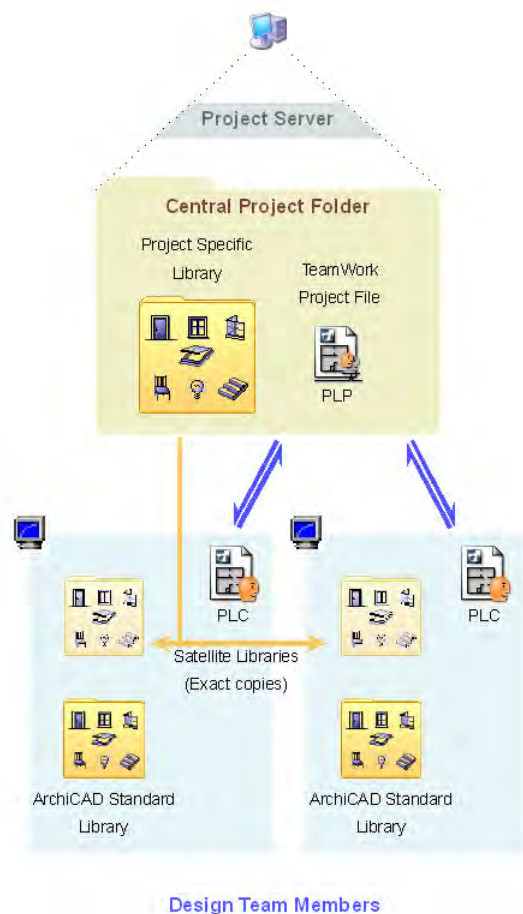 Project Server
Central Project Folder
Project Specific
Library
TeamWork
Project File
PLP
PLC
PLC
Satellite Libraries
(Exact copies)
ArchiCAD Standard
Library
ArchiCAD Standard
Library
Design Team Members